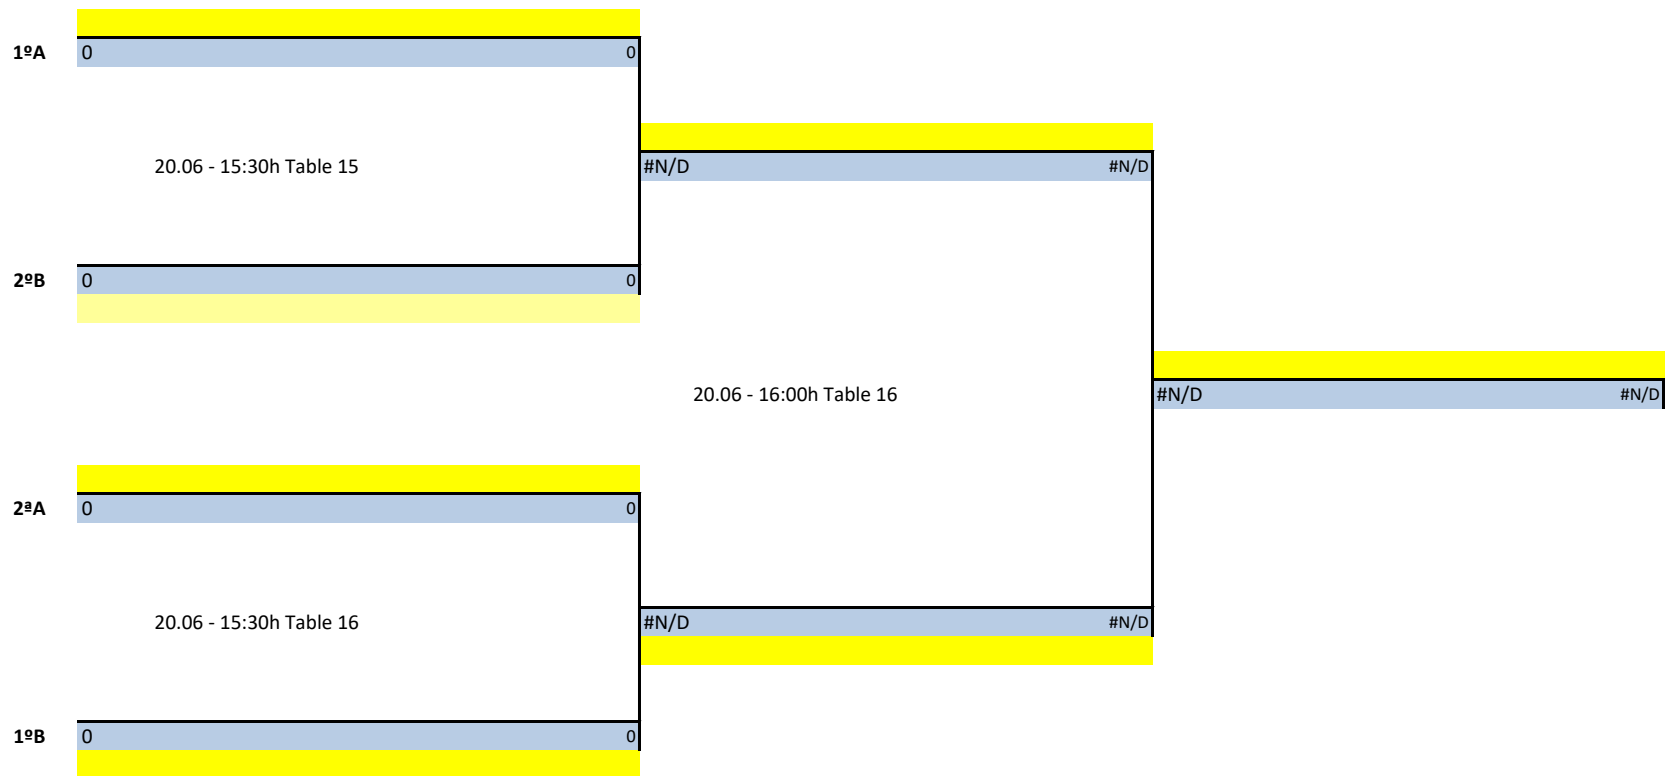 1ºA 0 0
20.06 - 15:30h Table 15
#N/D #N/D
2ºB 0 0
20.06 - 16:00h Table 16
#N/D #N/D
2ªA 0 0
20.06 - 15:30h Table 16
#N/D #N/D
1ºB 0 0